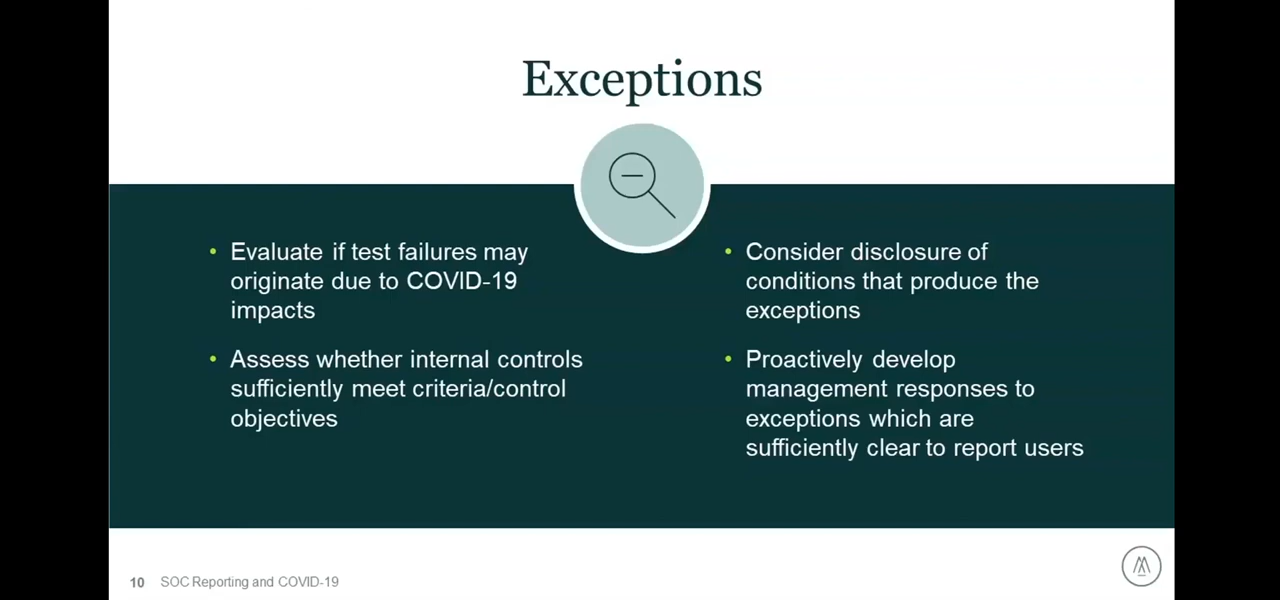 Exceptions
• Evaluate if test failures may
originate due to COVID-19
impacts
• Assess whether internal controls
sufficiently meet criteria/control
objectives
• Consider disclosure of
conditions that produce the
exceptions
• Proactively develop
management responses to
exceptions which are
sufficiently clear to report users
10 SOC Reporting and COVID-19